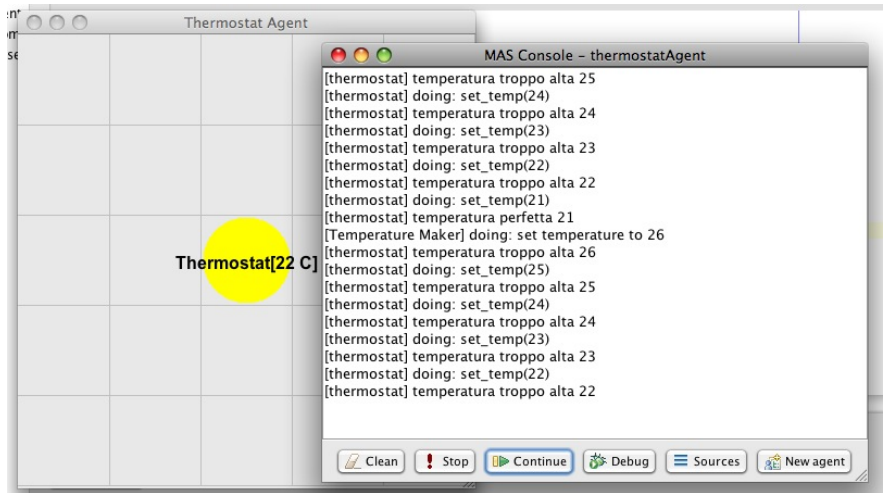 Thermostat Agent
Thermostat[22 C]
MAS Console – thermostatAgent
[thermostat] temperatura troppo alta 25
[thermostat] doing: set_temp(24)
[thermostat] temperatura troppo alta 24
[thermostat] doing: set_temp(23)
[thermostat] temperatura troppo alta 23
[thermostat] doing: set_temp(22)
[thermostat] temperatura troppo alta 22
[thermostat] doing: set_temp(21)
[thermostat] temperatura perfetta 21
[Temperature Maker] doing: set temperature to 26
[thermostat] temperatura troppo alta 26
[thermostat] doing: set_temp(25)
[thermostat] temperatura troppo alta 25
[thermostat] doing: set_temp(24)
[thermostat] temperatura troppo alta 24
[thermostat] doing: set_temp(23)
[thermostat] temperatura troppo alta 23
[thermostat] doing: set_temp(22)
[thermostat] temperatura troppo alta 22
Clean Stop Continue Debug Sources New agent